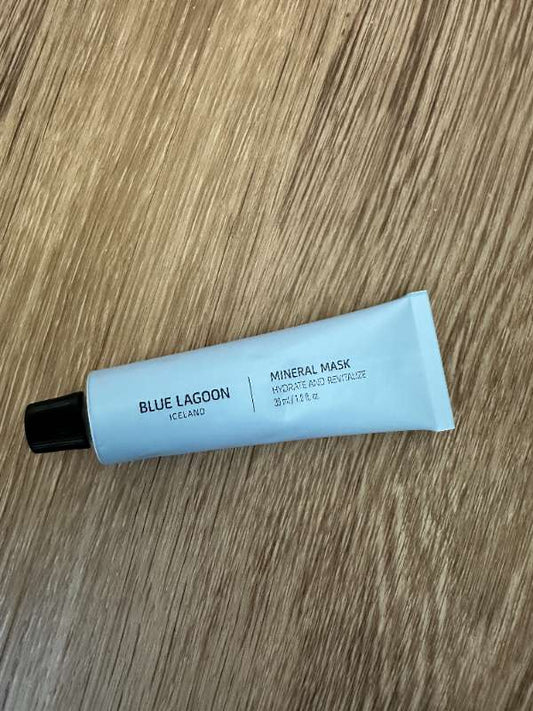 BLUE LAGOON
ICELAND
MINERAL MASK
HYDRATE AND REVITALIZE
30 ml / 1.0 fl. oz.